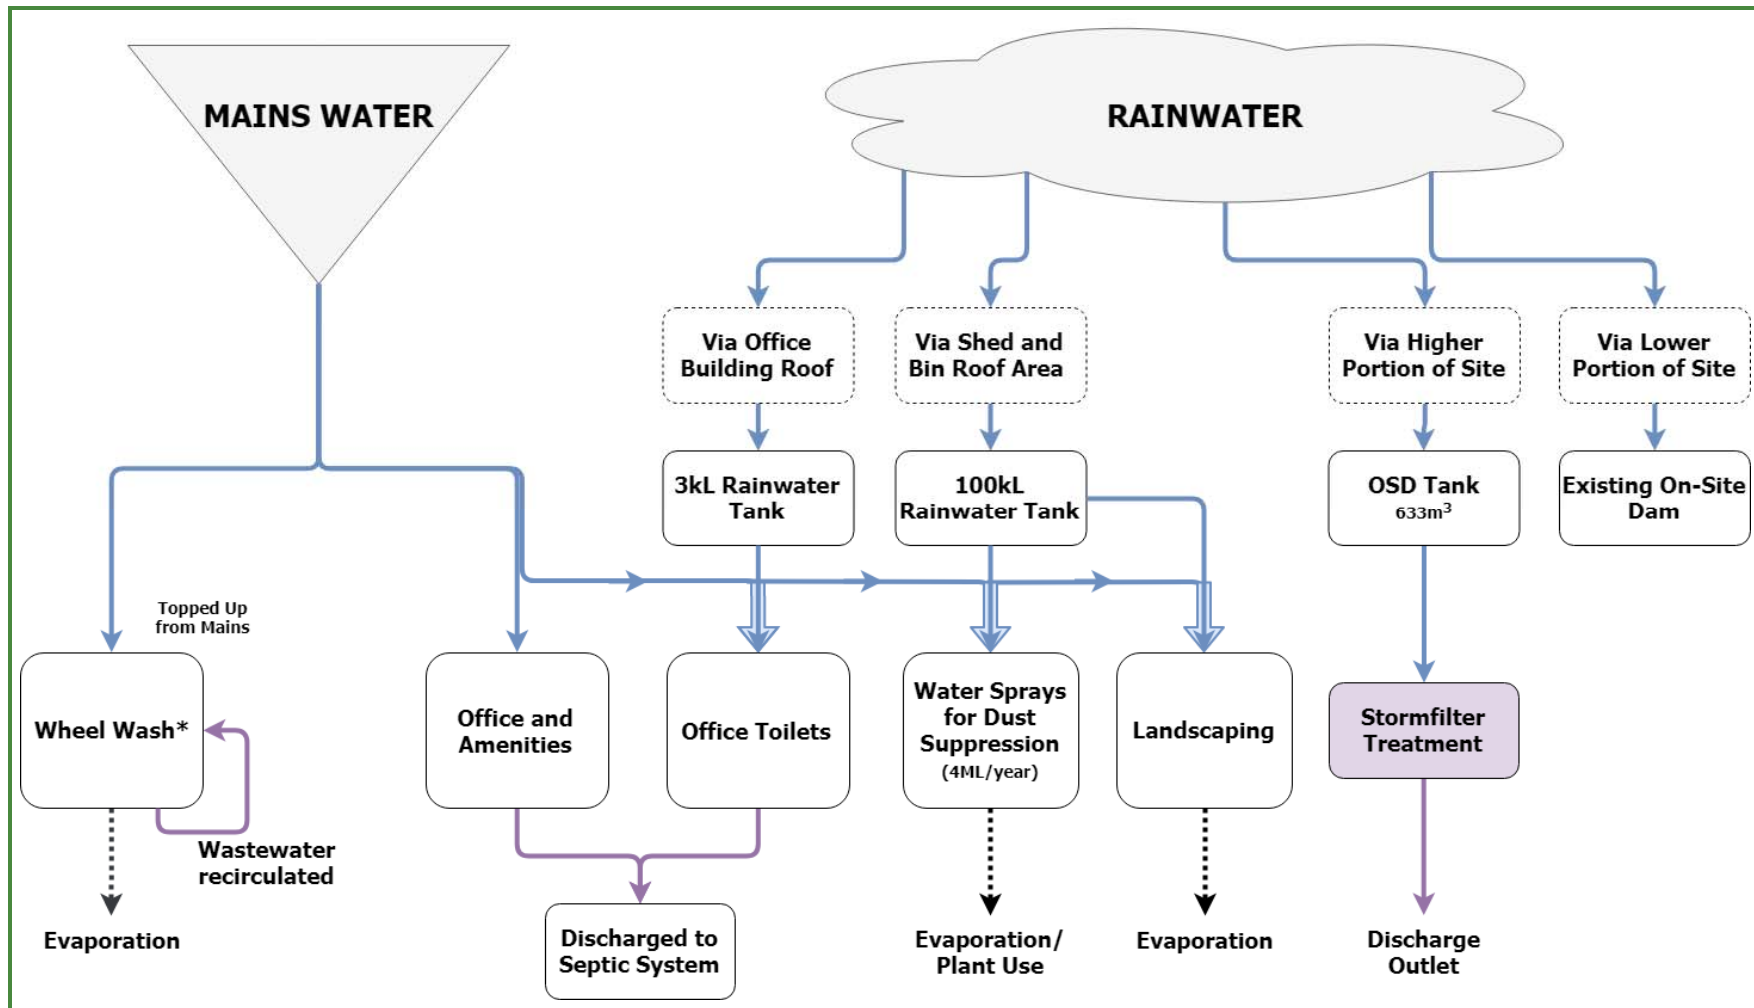 MAINS WATER
RAINWATER
Via Office
Building Roof
Via Shed and
Bin Roof Area
Via Higher
Portion of Site
Via Lower
Portion of Site
3kL Rainwater
Tank
100kL
Rainwater Tank
OSD Tank
633m³
Existing On-Site
Dam
Topped Up
from Mains
Wheel Wash*
Office and
Amenities
Office Toilets
Water Sprays
for Dust
Suppression
(4ML/year)
Landscaping
Stormfilter
Treatment
Wastewater
recirculated
Evaporation
Discharged to
Septic System
Evaporation/
Plant Use
Evaporation
Discharge
Outlet